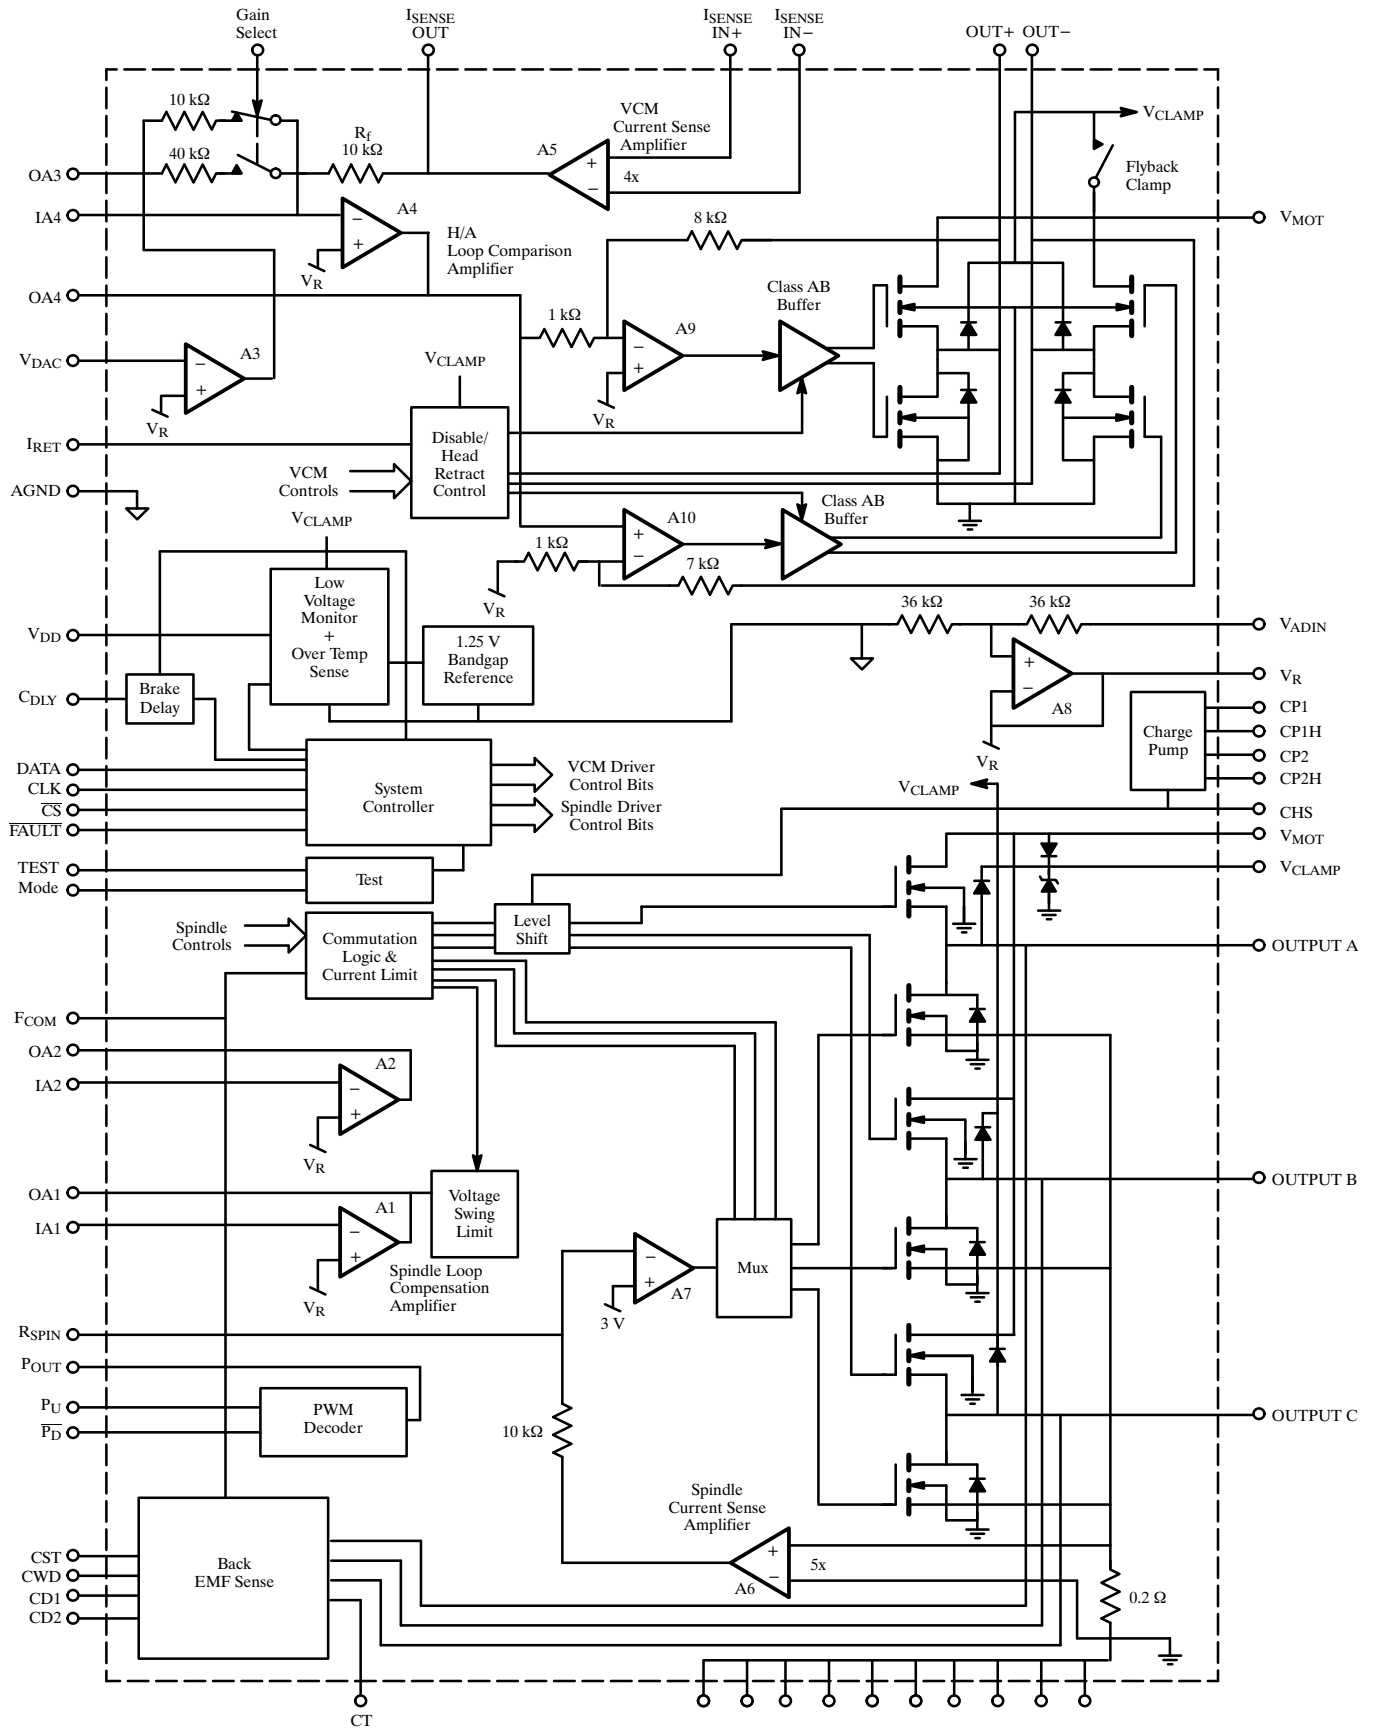 Gain
Select
ISENSE
OUT
ISENSE
IN+
ISENSE
IN−
OUT+
OUT−
10 kΩ
40 kΩ
Rf
10 kΩ
A5
+
−
4x
VCM
Current Sense
Amplifier
VCLAMP
Flyback
Clamp
OA3
IA4
A4
−
+
VR
H/A
Loop Comparison
Amplifier
8 kΩ
VMOT
OA4
1 kΩ
A9
−
+
VR
Class AB
Buffer
VDAC
A3
−
+
VR
VCLAMP
IRET
Disable/
Head
Retract
Control
VCM
Controls
AGND
VCLAMP
A10
+
−
1 kΩ
VR
7 kΩ
Class AB
Buffer
Low
Voltage
Monitor
+
Over Temp
Sense
1.25 V
Bandgap
Reference
36 kΩ
36 kΩ
VADIN
VDD
+
−
A8
VR
VR
CDLY
Brake
Delay
Charge
Pump
CP1
CP1H
CP2
CP2H
CHS
VMOT
VCLAMP
VCLAMP
DATA
CLK
CS
FAULT
System
Controller
VCM Driver
Control Bits
Spindle Driver
Control Bits
TEST
Mode
Test
Spindle
Controls
Commutation
Logic &
Current Limit
Level
Shift
OUTPUT A
FCOM
OA2
IA2
A2
−
+
VR
OA1
IA1
A1
−
+
VR
Voltage
Swing
Limit
Spindle Loop
Compensation
Amplifier
OUTPUT B
−
+
A7
3 V
Mux
RSPIN
POUT
PU
PD
PWM
Decoder
10 kΩ
OUTPUT C
Spindle
Current Sense
Amplifier
+
−
A6
5x
0.2 Ω
CST
CWD
CD1
CD2
Back
EMF Sense
CT